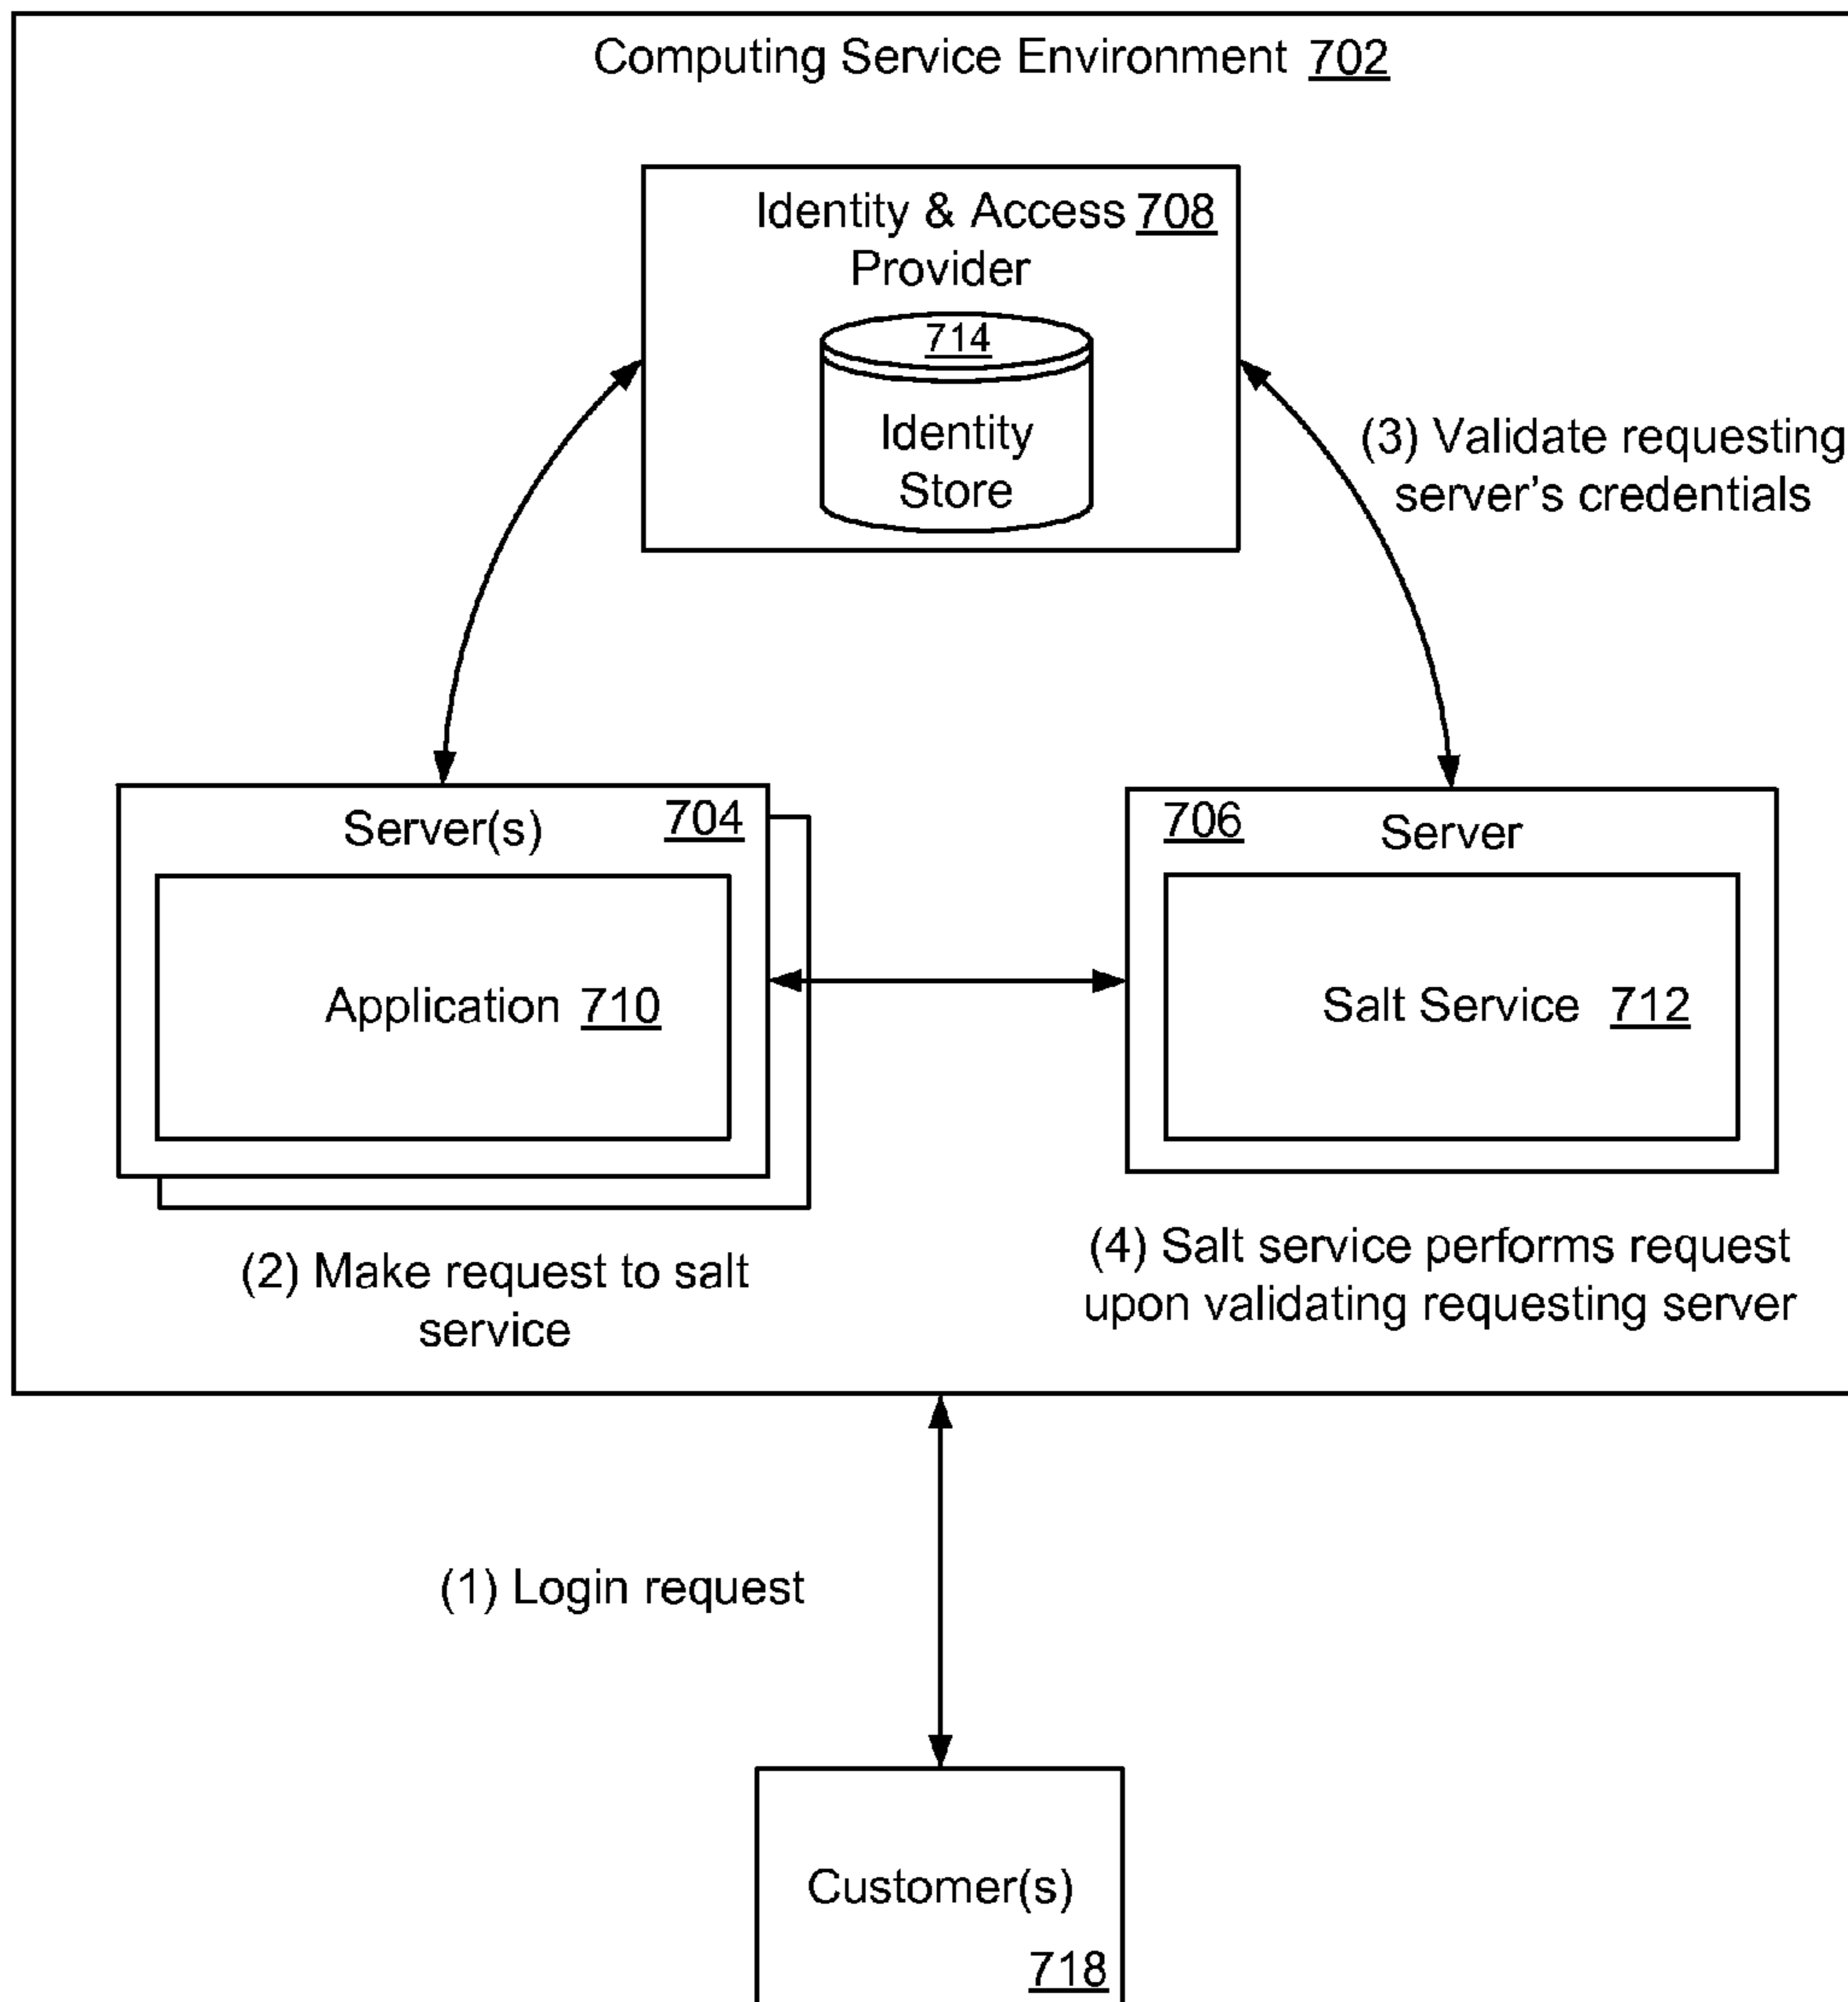 Computing Service Environment 702
Identity & Access 708
Provider
714
Identity
Store
(3) Validate requesting
server's credentials
Server(s) 704
706 Server
Application 710
Salt Service 712
(2) Make request to salt
service
(4) Salt service performs request
upon validating requesting server
(1) Login request
Customer(s)
718